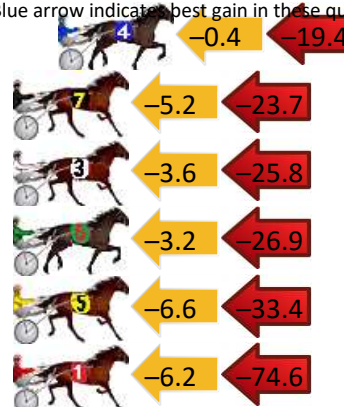 Blue arrow indicates best gain in these qu
4 –0.4 –19.4
7 –5.2 –23.7
3 –3.6 –25.8
6 –3.2 –26.9
5 –6.6 –33.4
1 –6.2 –74.6